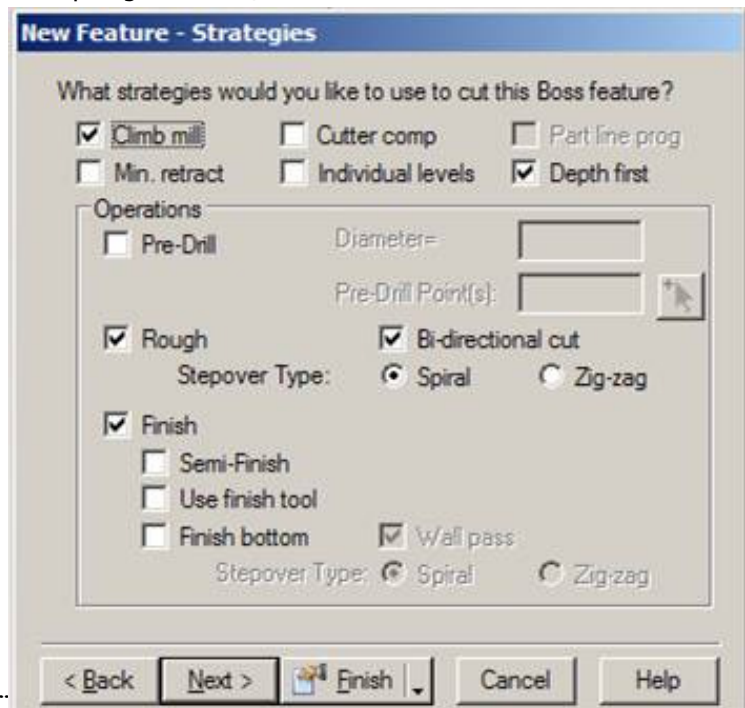 New Feature - Strategies
What strategies would you like to use to cut this Boss feature?
Climb mill Cutter comp Part line prog
Min. retract Individual levels Depth first
Operations
Pre-Drill Diameter=
Pre-Drill Point(s):
Rough Bi-directional cut
Stepover Type: Spiral Zig-zag
Finish
Semi-Finish
Use finish tool
Finish bottom Wall pass
Stepover Type: Spiral Zig-zag
< Back Next > Finish Cancel Help